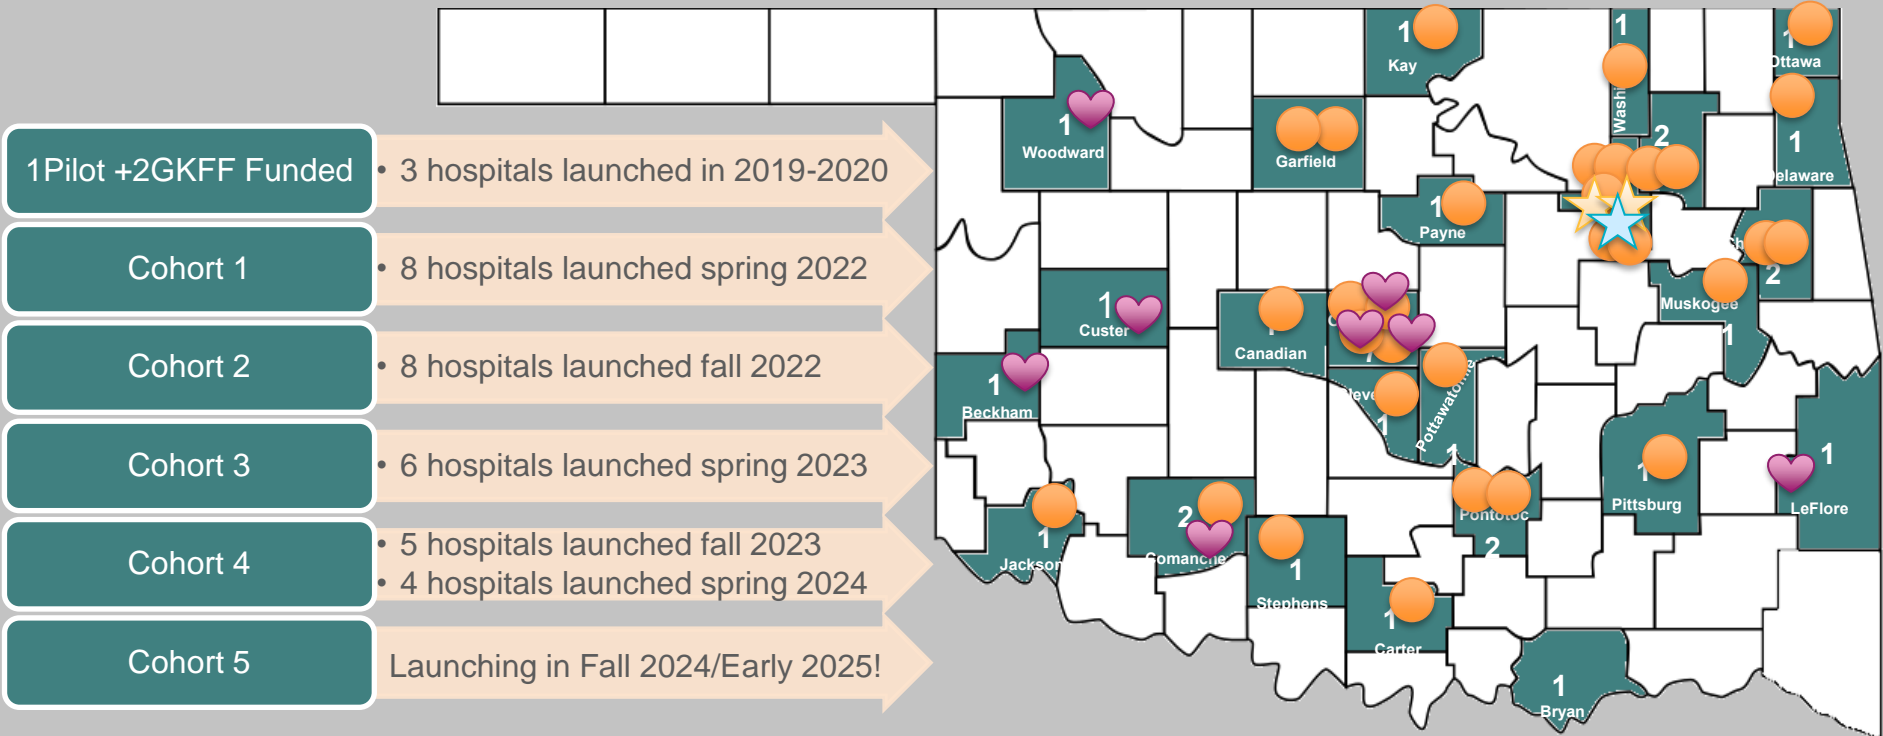 1Pilot +2GKFF Funded
• 3 hospitals launched in 2019-2020
Cohort 1
• 8 hospitals launched spring 2022
Cohort 2
• 8 hospitals launched fall 2022
Cohort 3
• 6 hospitals launched spring 2023
Cohort 4
• 5 hospitals launched fall 2023
• 4 hospitals launched spring 2024
Cohort 5
Launching in Fall 2024/Early 2025!
1
Kay
1
Washi
1
Ottawa
1
Woodward
Garfield
2
1
Delaware
1
Payne
2
1
Custer
Canadian
Muskogee
1
1
Beckham
1
Pottawatomie
1
1
Jackson
2
Comanche
1
Stephens
Pontotoc
2
1
Pittsburg
1
LeFlore
1
Carter
1
Bryan